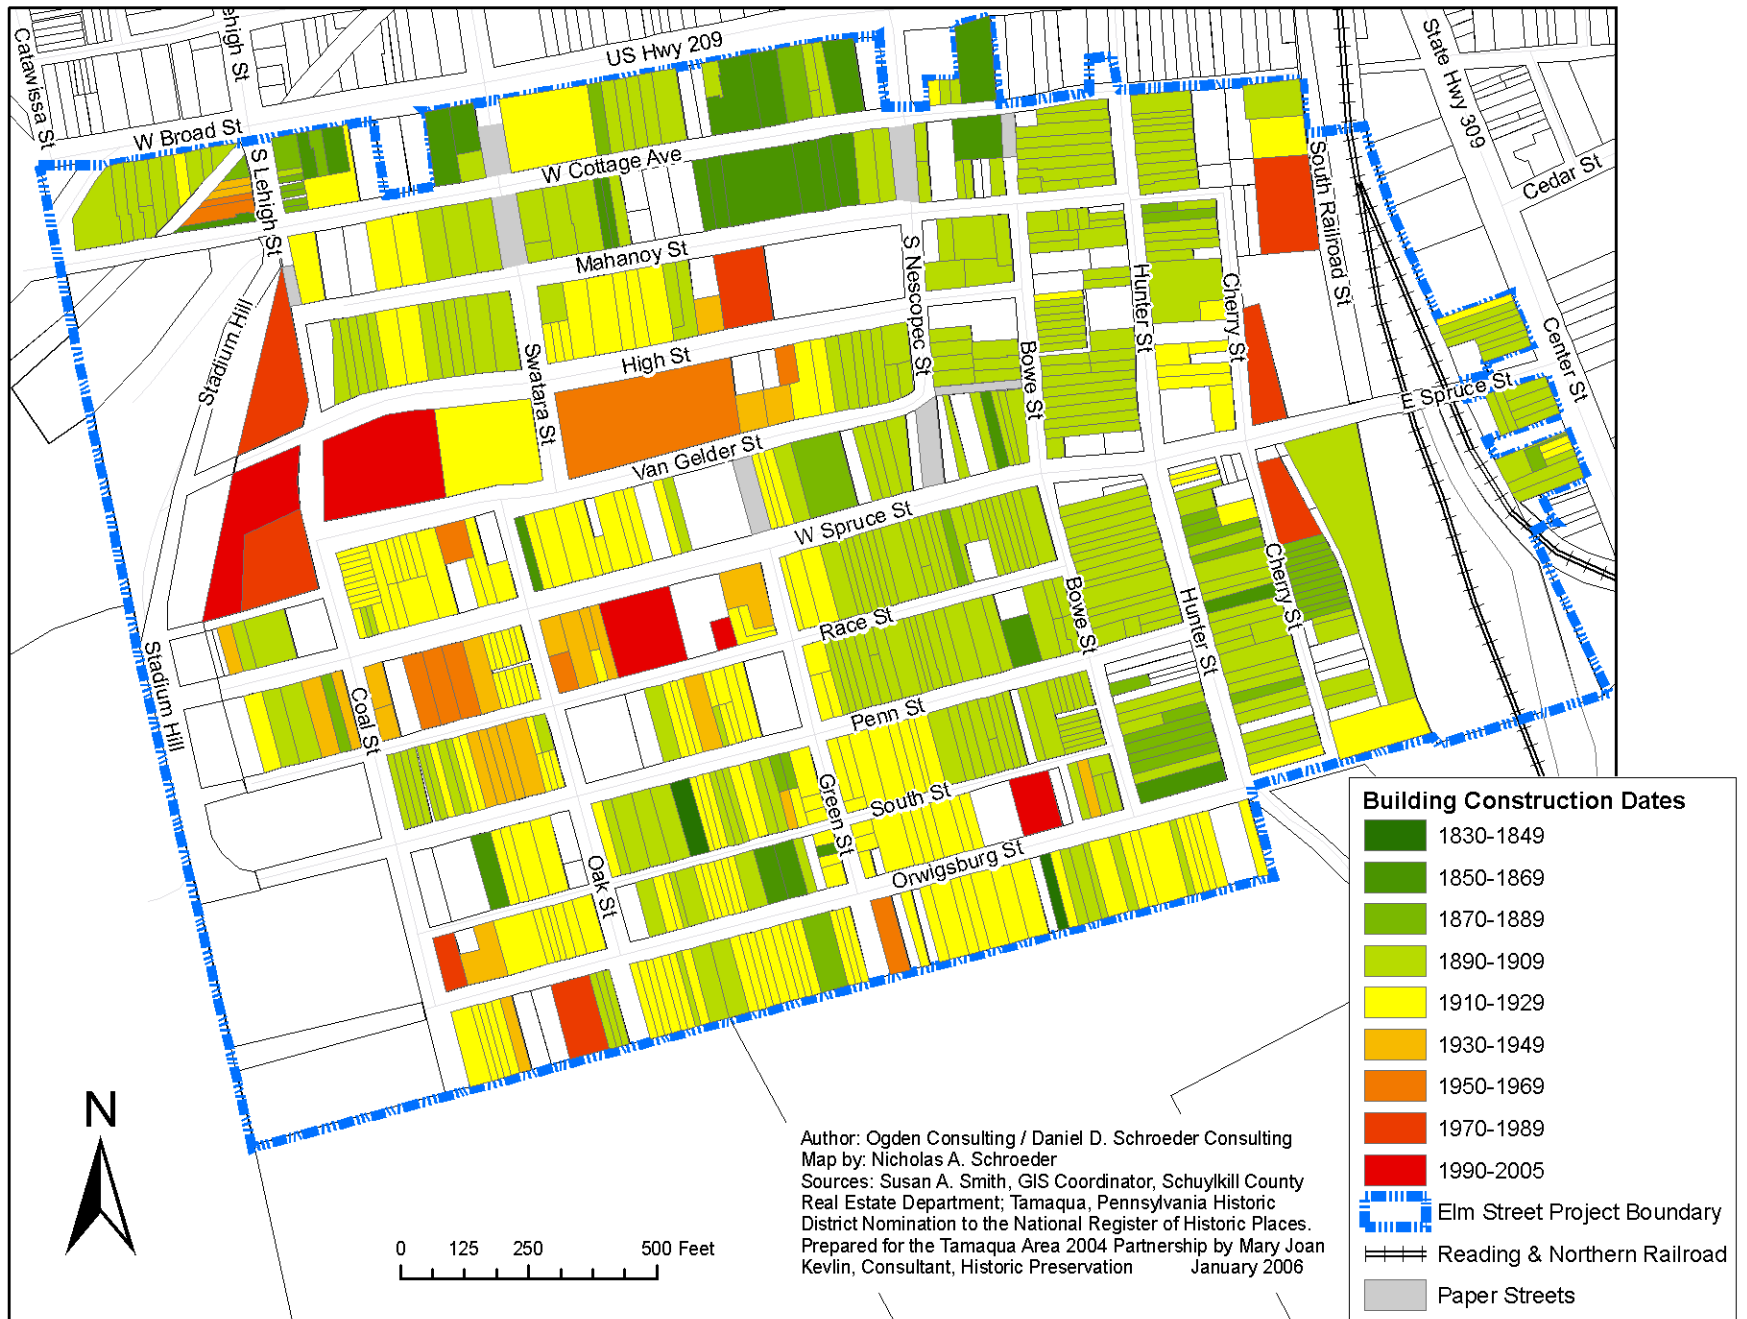 Catawissa St
ehigh St
US Hwy 209
State Hwy 309
W Broad St
S Lehigh St
W Cottage Ave
Cedar St
South Railroad St
Mahanoy St
S Nescopec St
Hunter St
Cherry St
Stadium Hill
Swatara St
High St
Bowe St
Center St
E Spruce St
Van Gelder St
W Spruce St
Cherry St
Bowe St
Hunter St
Race St
Stadium Hill
Coal St
Penn St
Green St
South St
Oak St
Orwigsburg St
Building Construction Dates
1830-1849
1850-1869
1870-1889
1890-1909
1910-1929
1930-1949
1950-1969
1970-1989
1990-2005
Elm Street Project Boundary
Reading & Northern Railroad
Paper Streets
N
0 125 250 500 Feet
Author: Ogden Consulting / Daniel D. Schroeder Consulting
Map by: Nicholas A. Schroeder
Sources: Susan A. Smith, GIS Coordinator, Schuylkill County
Real Estate Department; Tamaqua, Pennsylvania Historic
District Nomination to the National Register of Historic Places.
Prepared for the Tamaqua Area 2004 Partnership by Mary Joan
Kevlin, Consultant, Historic Preservation January 2006